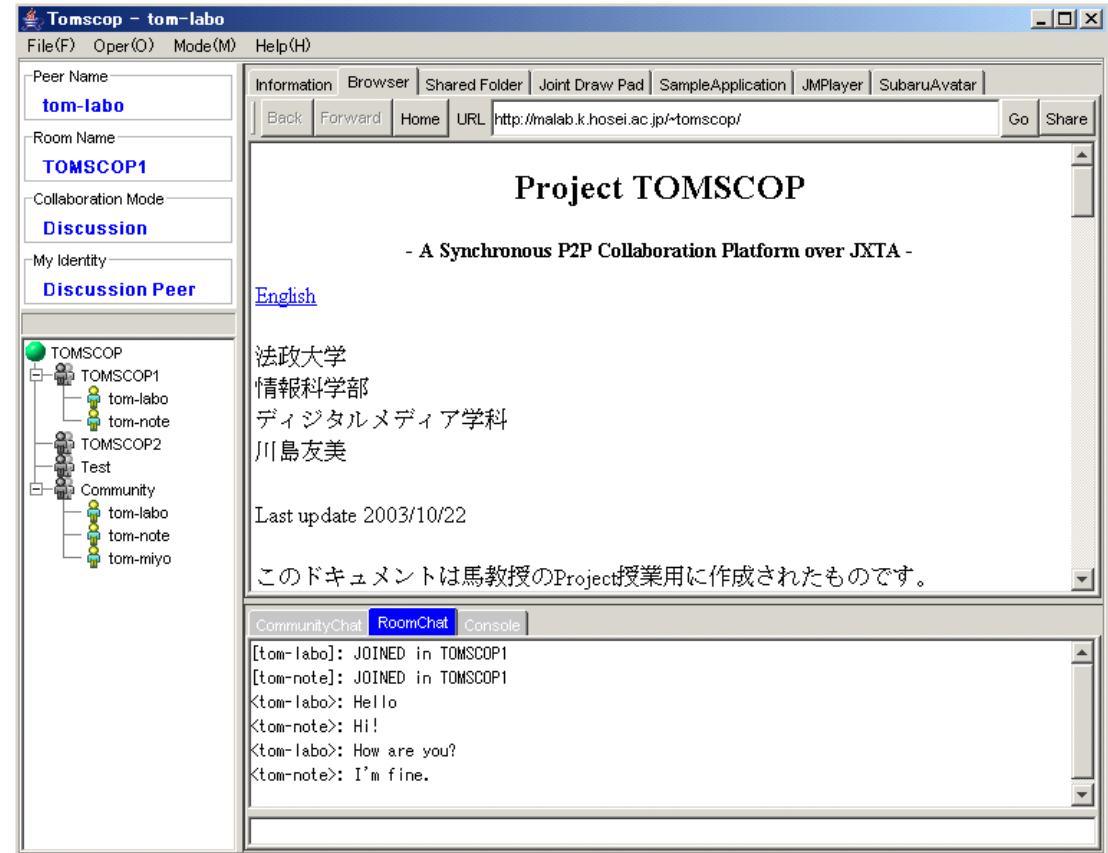 Tomscop - tom-labo
File(F) Oper(O) Mode(M) Help(H)
Peer Name
tom-labo
Room Name
TOMSCOP1
Collaboration Mode
Discussion
My Identity
Discussion Peer
TOMSCOP
TOMSCOP1
tom-labo
tom-note
TOMSCOP2
Test
Community
tom-labo
tom-note
tom-miyo
Information Browser Shared Folder Joint Draw Pad SampleApplication JMPlayer SubaruAvatar
Back Forward Home URL http://malab.k.hosei.ac.jp/~tomscop/ Go Share
Project TOMSCOP
- A Synchronous P2P Collaboration Platform over JXTA -
English
法政大学
情報科学部
ディジタルメディア学科
川島友美
Last update 2003/10/22
このドキュメントは馬教授のProject授業用に作成されたものです。
CommunityChat RoomChat Console
[tom-labo]: JOINED in TOMSCOP1
[tom-note]: JOINED in TOMSCOP1
<tom-labo>: Hello
<tom-note>: Hi!
<tom-labo>: How are you?
<tom-note>: I'm fine.